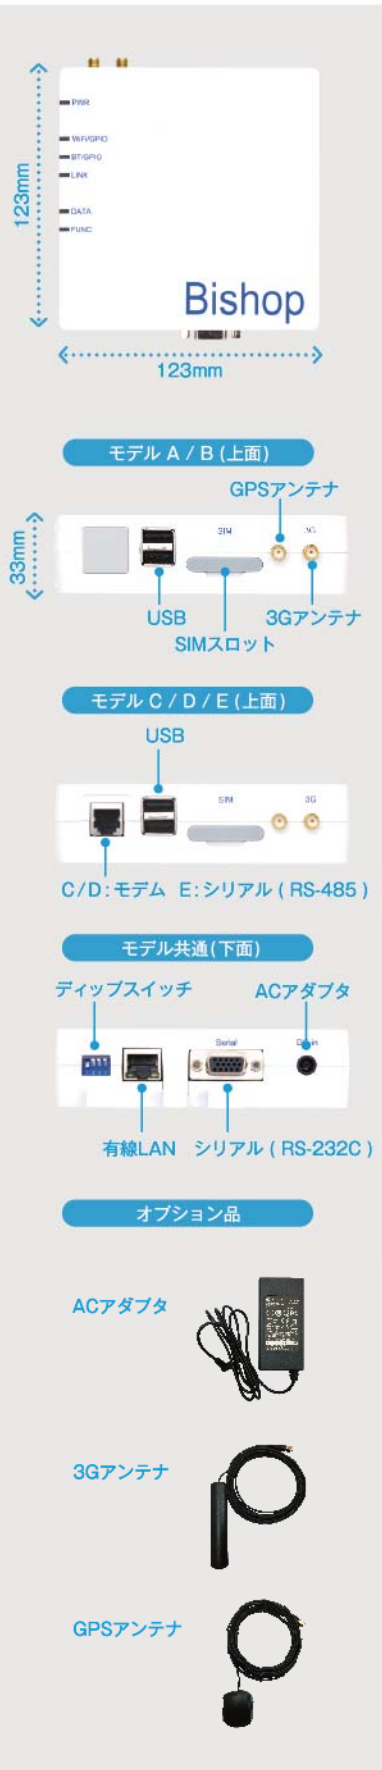 PWR
WiFi/GPIO
BT/GPIO
LINK
DATA
FUNC
123mm
Bishop
123mm
モデル A / B (上面)
GPSアンテナ
33mm
SIM
3G
USB
3Gアンテナ
SIMスロット
モデル C / D / E (上面)
USB
SIM
3G
C/D:モデム E:シリアル ( RS-485 )
モデル共通(下面)
ディップスイッチ
ACアダプタ
Serial
有線LAN
シリアル ( RS-232C )
オプション品
ACアダプタ
3Gアンテナ
GPSアンテナ